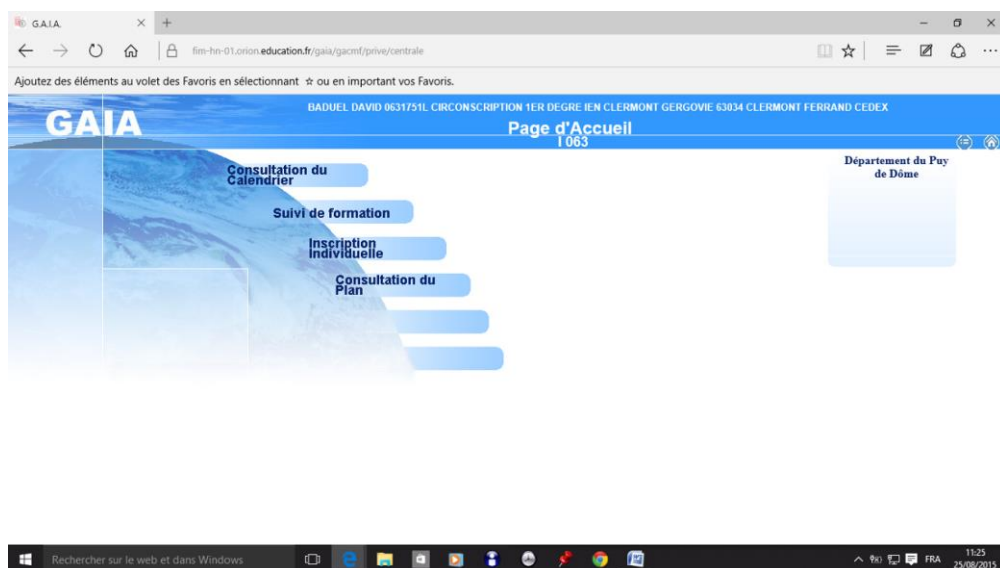 G.A.I.A.
fim-hn-01.orion.education.fr/gaia/gacmf/prive/centrale
Ajoutez des éléments au volet des Favoris en sélectionnant ☆ ou en important vos Favoris.
BADUEL DAVID 0631751L CIRCONSCRIPTION 1ER DEGRE IEN CLERMONT GERGOVIE 63034 CLERMONT FERRAND CEDEX
GAIA
Page d'Accueil
I 063
Département du Puy
de Dôme
Consultation du
Calendrier
Suivi de formation
Inscription
Individuelle
Consultation du
Plan
Rechercher sur le web et dans Windows
FRA
11:25
25/08/2015